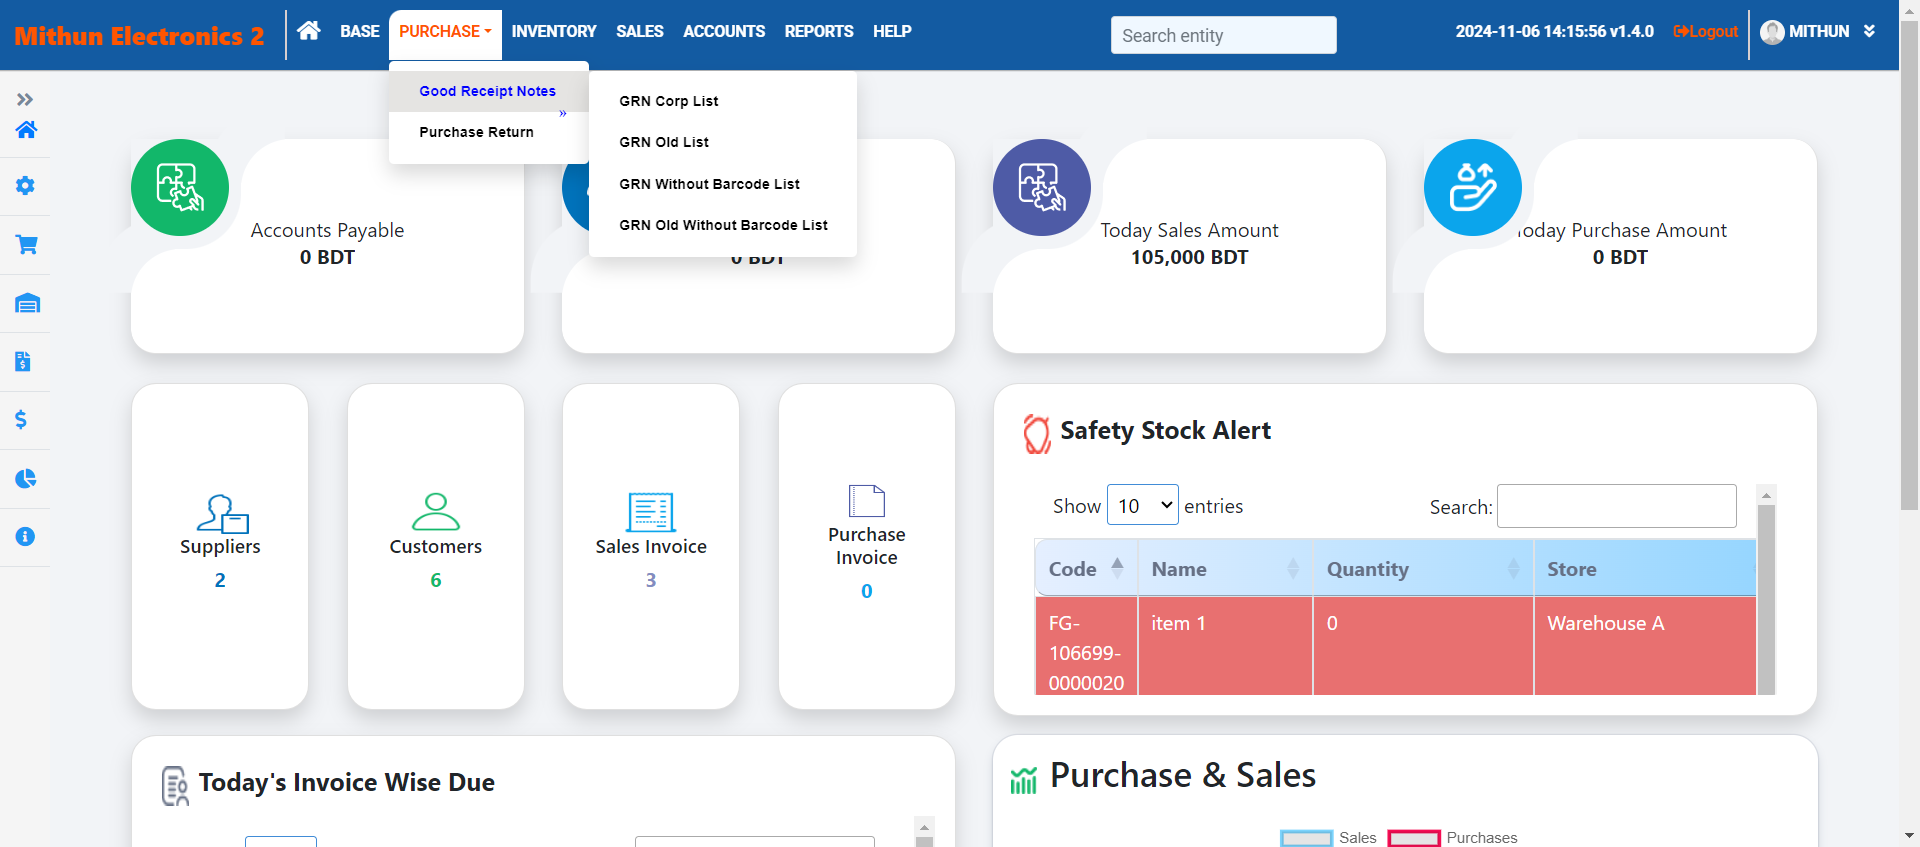 Mithun Electronics 2
BASE
PURCHASE
INVENTORY
SALES
ACCOUNTS
REPORTS
HELP
Search entity
2024-11-06 14:15:56 v1.4.0
Logout
MITHUN
Good Receipt Notes
»
Purchase Return
GRN Corp List
GRN Old List
GRN Without Barcode List
GRN Old Without Barcode List
Accounts Payable
0 BDT
0 BDT
Today Sales Amount
105,000 BDT
Today Purchase Amount
0 BDT
Suppliers
2
Customers
6
Sales Invoice
3
Purchase
Invoice
0
Safety Stock Alert
Show 10 entries
Search:
Code Name Quantity Store
FG- item 1 0 Warehouse A
106699-
0000020
Today's Invoice Wise Due
Purchase & Sales
Sales Purchases